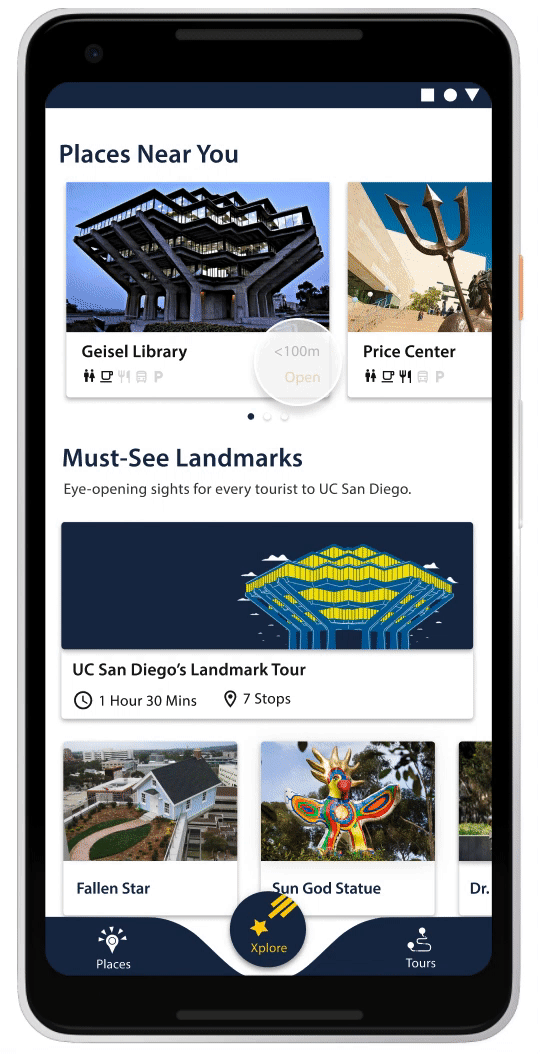 Places Near You
Geisel Library
<100m
P
Open
Price Center
P
Must-See Landmarks
Eye-opening sights for every tourist to UC San Diego.
UC San Diego’s Landmark Tour
1 Hour 30 Mins
7 Stops
Fallen Star
Sun God Statue
Dr.
Places
Xplore
Tours